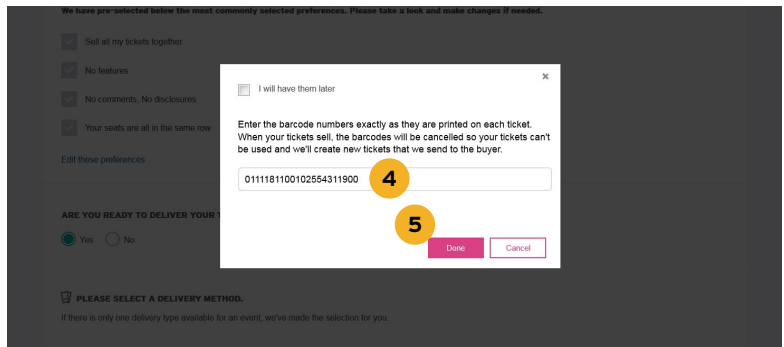 We have pre-selected below the most commonly selected preferences. Please take a look and make changes if needed.
Sell all my tickets together
No features
No comments, No disclosures
Your seats are all in the same row
Edit these preferences
×
I will have them later
Enter the barcode numbers exactly as they are printed on each ticket.
When your tickets sell, the barcodes will be cancelled so your tickets can't
be used and we'll create new tickets that we send to the buyer.
0111181100102554311900
4
5
Done
Cancel
ARE YOU READY TO DELIVER YOUR
Yes
No
PLEASE SELECT A DELIVERY METHOD.
If there is only one delivery type available for an event, we've made the selection for you.